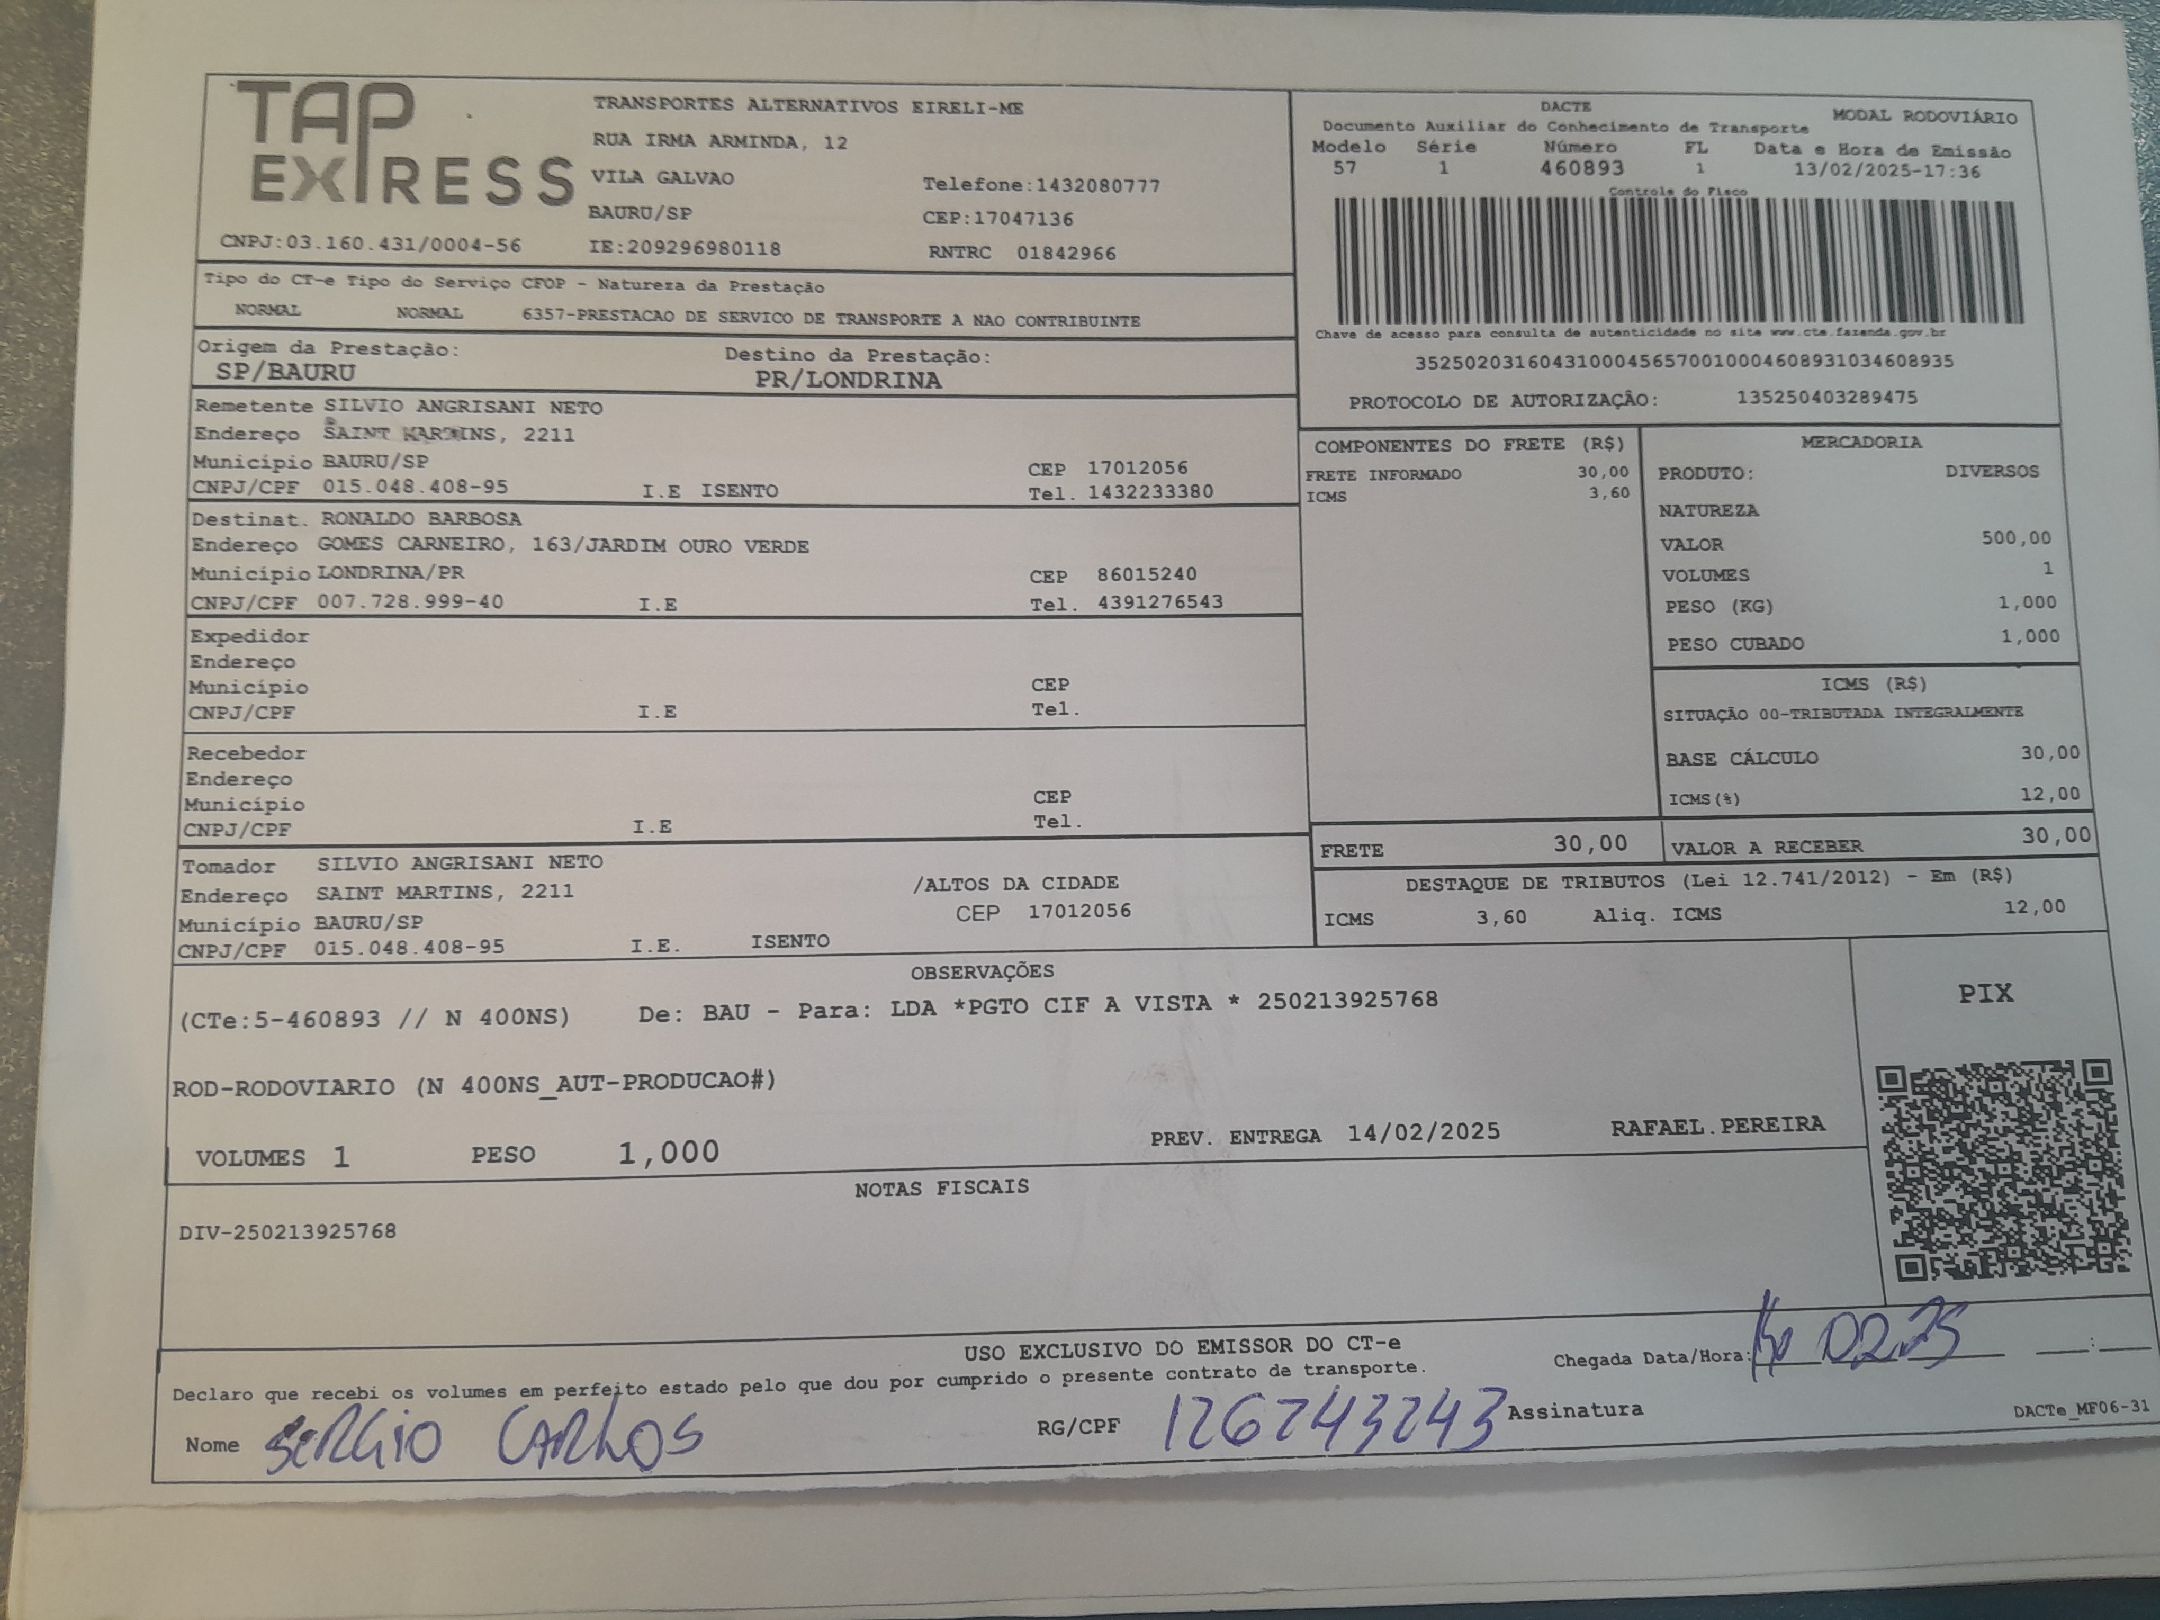 TAP EXPRESS
TRANSPORTES ALTERNATIVOS EIRELI-ME
RUA IRMA ARMINDA, 12
VILA GALVAO Telefone:1432080777
BAURU/SP CEP:17047136
CNPJ:03.160.431/0004-56 IE:209296980118 RNTRC 01842966
DACTE MODAL RODOVIÁRIO
Documento Auxiliar do Conhecimento de Transporte
Modelo Série Número FL Data e Hora de Emissão
57 1 460893 1 13/02/2025-17:36
Controle do Fisco
Chave de acesso para consulta de autenticidade no site www.cte.fazenda.gov.br
35250203160431000456570010004608931034608935
PROTOCOLO DE AUTORIZAÇÃO: 135250403289475
Tipo do CT-e Tipo do Serviço CFOP - Natureza da Prestação
NORMAL NORMAL 6357-PRESTACAO DE SERVICO DE TRANSPORTE A NAO CONTRIBUINTE
Origem da Prestação: Destino da Prestação:
SP/BAURU PR/LONDRINA
Remetente SILVIO ANGRISANI NETO
Endereço SAINT MARTINS, 2211
Município BAURU/SP CEP 17012056
CNPJ/CPF 015.048.408-95 I.E ISENTO Tel. 1432233380
Destinat. RONALDO BARBOSA
Endereço GOMES CARNEIRO, 163/JARDIM OURO VERDE
Município LONDRINA/PR CEP 86015240
CNPJ/CPF 007.728.999-40 I.E Tel. 4391276543
Expedidor
Endereço
Município CEP
CNPJ/CPF I.E Tel.
Recebedor
Endereço
Município CEP
CNPJ/CPF I.E Tel.
Tomador SILVIO ANGRISANI NETO
Endereço SAINT MARTINS, 2211 /ALTOS DA CIDADE
Município BAURU/SP CEP 17012056
CNPJ/CPF 015.048.408-95 I.E. ISENTO
COMPONENTES DO FRETE (R$)
FRETE INFORMADO 30,00
ICMS 3,60
MERCADORIA
PRODUTO: DIVERSOS
NATUREZA
VALOR 500,00
VOLUMES 1
PESO (KG) 1,000
PESO CUBADO 1,000
ICMS (R$)
SITUAÇÃO 00-TRIBUTADA INTEGRALMENTE
BASE CÁLCULO 30,00
ICMS(%) 12,00
FRETE 30,00 VALOR A RECEBER 30,00
DESTAQUE DE TRIBUTOS (Lei 12.741/2012) - Em (R$)
ICMS 3,60 Aliq. ICMS 12,00
OBSERVAÇÕES
(CTe:5-460893 // N 400NS) De: BAU - Para: LDA *PGTO CIF A VISTA * 250213925768
ROD-RODOVIARIO (N 400NS_AUT-PRODUCAO#)
VOLUMES 1 PESO 1,000 PREV. ENTREGA 14/02/2025 RAFAEL.PEREIRA
PIX
NOTAS FISCAIS
DIV-250213925768
USO EXCLUSIVO DO EMISSOR DO CT-e
Declaro que recebi os volumes em perfeito estado pelo que dou por cumprido o presente contrato de transporte.
Chegada Data/Hora: 02 25 :
Nome SERGIO CARLOS RG/CPF 126743243 Assinatura
DACTe_MF06-31